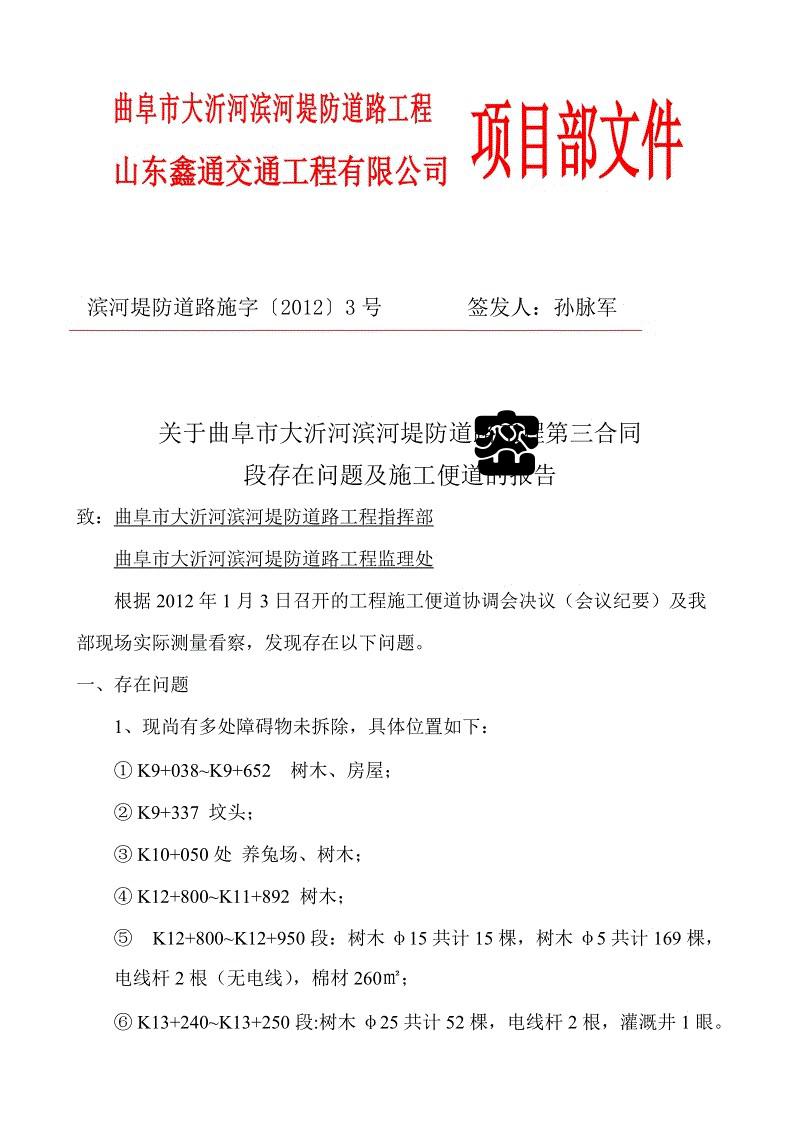 曲阜市大沂河滨河堤防道路工程
山东鑫通交通工程有限公司
项目部文件
滨河堤防道路施字〔2012〕3号 签发人：孙脉军
关于曲阜市大沂河滨河堤防道程第三合同
段存在问题及施工便道的报告
致：曲阜市大沂河滨河堤防道路工程指挥部
曲阜市大沂河滨河堤防道路工程监理处
根据 2012 年 1 月 3 日召开的工程施工便道协调会决议（会议纪要）及我
部现场实际测量看察，发现存在以下问题。
一、存在问题
1、现尚有多处障碍物未拆除，具体位置如下：
① K9+038~K9+652 树木、房屋；
② K9+337 坟头；
③ K10+050 处 养兔场、树木；
④ K12+800~K11+892 树木；
⑤ K12+800~K12+950 段：树木 φ15 共计 15 棵，树木 φ5 共计 169 棵，
电线杆 2 根（无电线），棉材 260㎡；
⑥ K13+240~K13+250 段:树木 φ25 共计 52 棵，电线杆 2 根，灌溉井 1 眼。